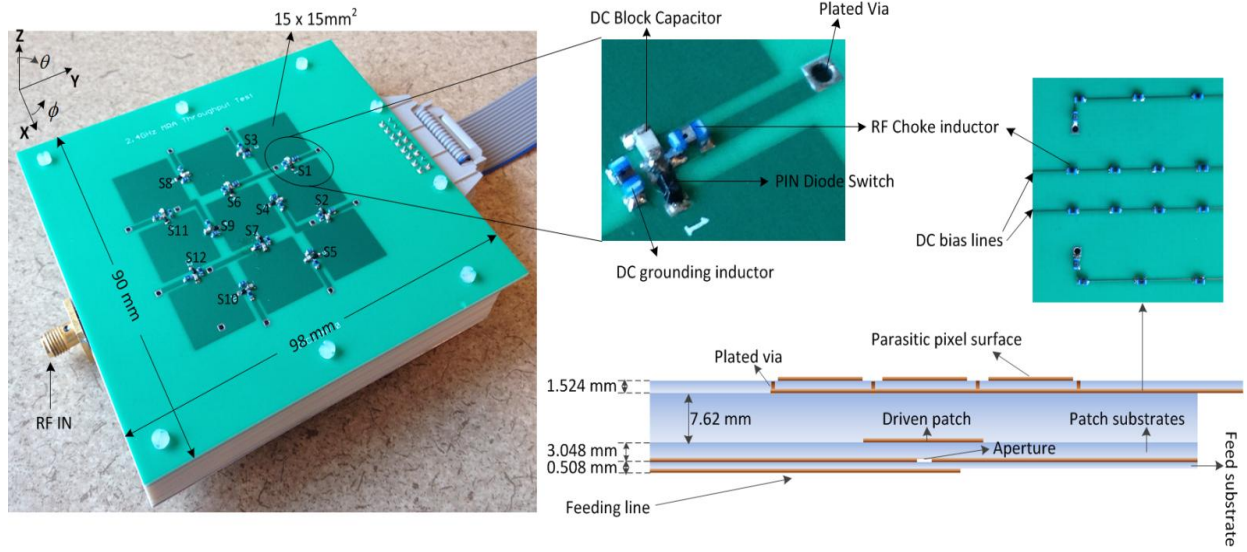 15 x 15mm²
DC Block Capacitor
Plated Via
Z
θ
Y
ϕ
X
2.4GHz MRA Throughput Test
S3
S1
S8
S6
S4
S2
S11
S9
S7
S5
S12
S10
90 mm
98 mm
RF IN
RF Choke inductor
PIN Diode Switch
1
DC grounding inductor
DC bias lines
Parasitic pixel surface
Plated via
1.524 mm
7.62 mm
Driven patch
Patch substrates
3.048 mm
Aperture
0.508 mm
Feeding line
Feed substrate